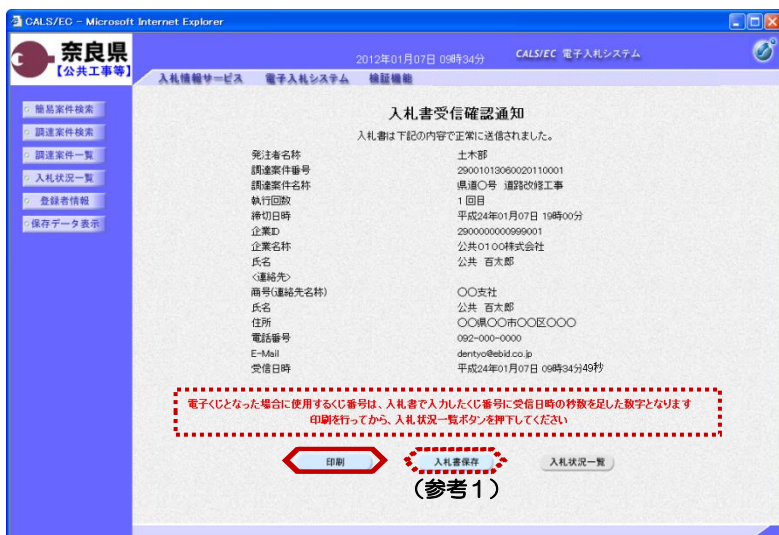 CALS/EC - Microsoft Internet Explorer
奈良県
【公共工事等】
2012年01月07日 09時34分
CALS/EC 電子入札システム
入札情報サービス 電子入札システム 検証機能
簡易案件検索
調達案件検索
調達案件一覧
入札状況一覧
登録者情報
保存データ表示
入札書受信確認通知
入札書は下記の内容で正常に送信されました。
発注者名称 土木部
調達案件番号 29001013060020110001
調達案件名称 県道〇号 道路改修工事
執行回数 1回目
締切日時 平成24年01月07日 19時00分
企業ID 2900000000999001
企業名称 公共0100株式会社
氏名 公共 百太郎
<連絡先>
商号(連絡先名称) 〇〇支社
氏名 公共 百太郎
住所 〇〇県〇〇市〇〇区〇〇〇
電話番号 092-000-0000
E-Mail dentyo@ebid.co.jp
受信日時 平成24年01月07日 09時34分49秒
電子くじとなった場合に使用するくじ番号は、入札書で入力したくじ番号に受信日時の秒数を足した数字となります
印刷を行ってから、入札状況一覧ボタンを押下してください
印刷 入札書保存 入札状況一覧
(参考1)